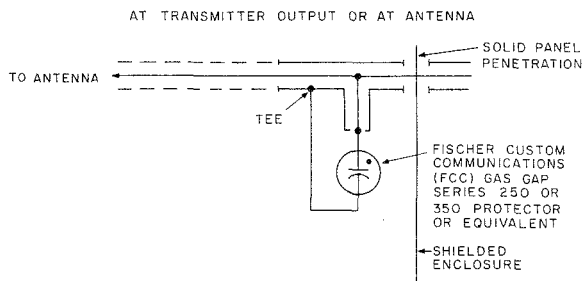 AT TRANSMITTER OUTPUT OR AT ANTENNA
SOLID PANEL
PENETRATION
TO ANTENNA
TEE
FISCHER CUSTOM
COMMUNICATIONS
(FCC) GAS GAP
SERIES 250 OR
350 PROTECTOR
OR EQUIVALENT
SHIELDED
ENCLOSURE